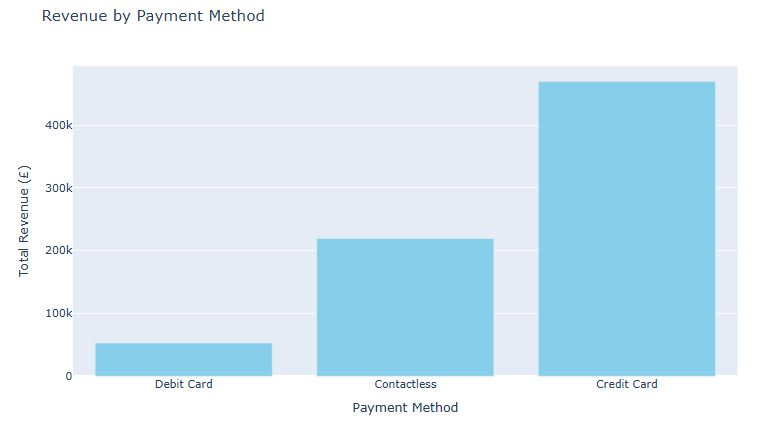 Revenue by Payment Method
Total Revenue (£)
400k
300k
200k
100k
0
Debit Card
Contactless
Credit Card
Payment Method